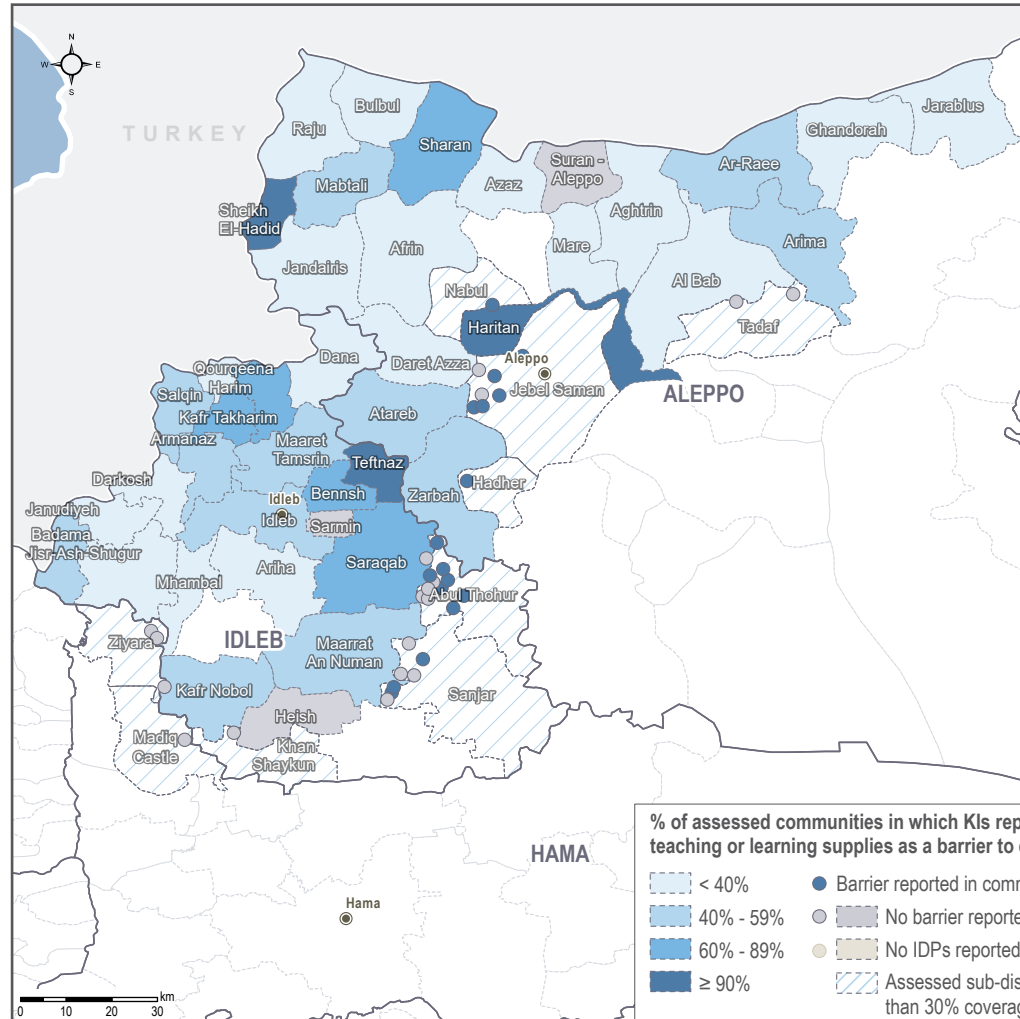 N
W
E
S
TURKEY
Bulbul
Raju
Sharan
Jarablus
Ghandorah
Suran -
Aleppo
Ar-Raee
Mabtali
Azaz
Sheikh
El-Hadid
Aghtrin
Afrin
Mare
Arima
Jandairis
Al Bab
Nabul
Haritan
Tadaf
Dana
Daret Azza
Aleppo
Jebel Saman
ALEPPO
Qourqeena
Harim
Salqin
Kafr Takharim
Atareb
Armanaz
Maaret
Tamsrin
Teftnaz
Darkosh
Bennsh
Zarbah
Hadher
Idleb
Idleb
Sarmin
Janudiyeh
Badama
Jisr-Ash-Shugur
Saraqab
Ariha
Mhambal
Abul Thohur
Ziyara
IDLEB
Maarrat
An Numan
Kafr Nobol
Sanjar
Heish
Madiq
Castle
Khan
Shaykun
HAMA
Hama
% of assessed communities in which KIs rep
teaching or learning supplies as a barrier to
< 40%
Barrier reported in comm
40% - 59%
No barrier reporte
60% - 89%
No IDPs reported
≥ 90%
Assessed sub-dis
than 30% coverag
km
0 10 20 30